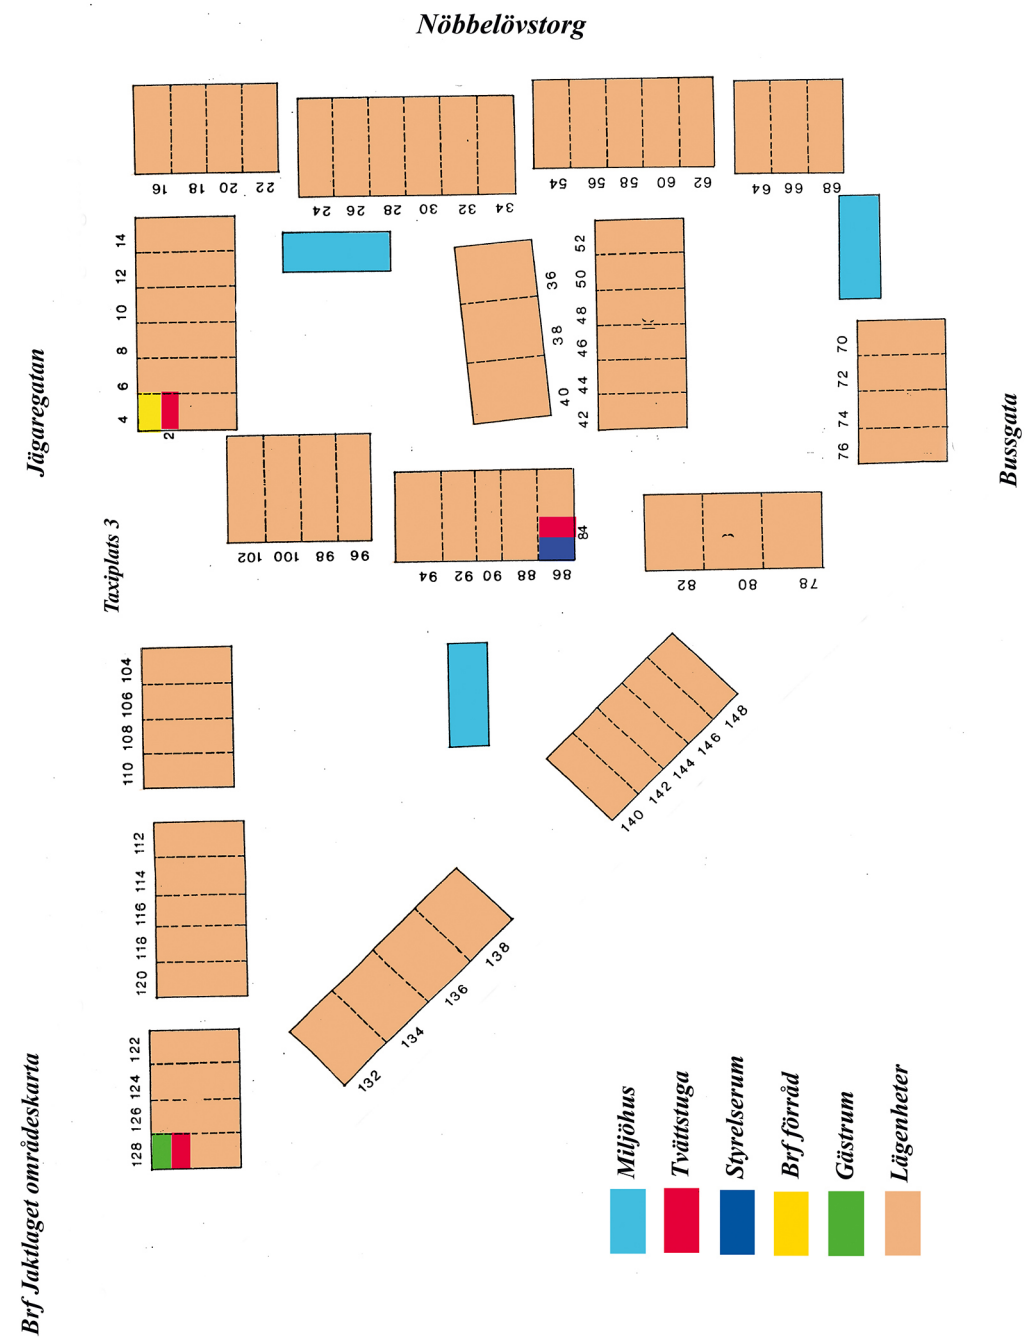 Nöbbelövstorg
16 18 20 22
24 26 28 30 32 34
54 56 58 60 62
64 66 68
14
12
10
8
6
4
2
36
38
40
52
50
48
46
44
42
70
72
74
76
Jägaregatan
Bussgata
102 100 98 96
94 92 90 88 86
84
82 80 78
Taxiplats 3
104
106
108
110
140 142 144 146 148
112
114
116
118
120
132 134 136 138
122
124
126
128
Brf Jaktlaget områdeskarta
Miljöhus
Tvättstuga
Styrelserum
Brf förråd
Gästrum
Lägenheter